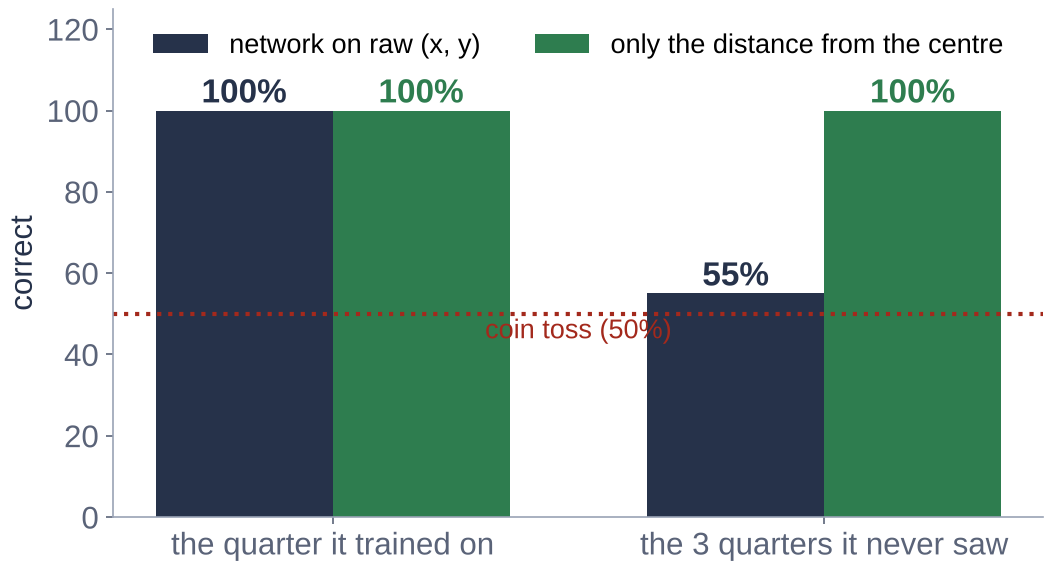 network on raw (x, y)
only the distance from the centre
120
100
80
60
40
20
0
correct
100%
100%
55%
100%
coin toss (50%)
the quarter it trained on
the 3 quarters it never saw